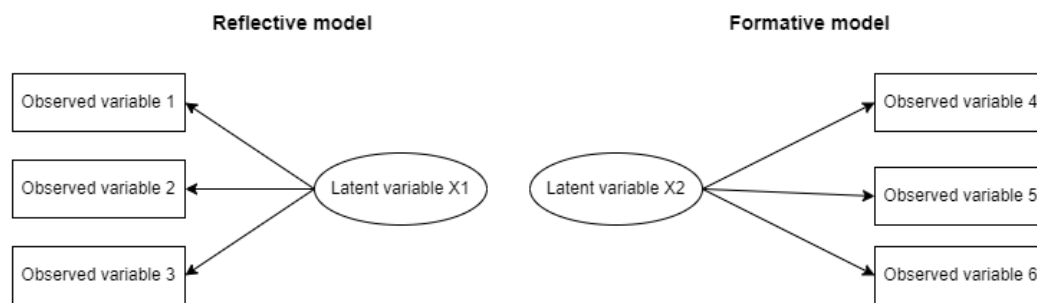 Reflective model
Formative model
Observed variable 1
Observed variable 4
Observed variable 2
Latent variable X1
Latent variable X2
Observed variable 5
Observed variable 3
Observed variable 6